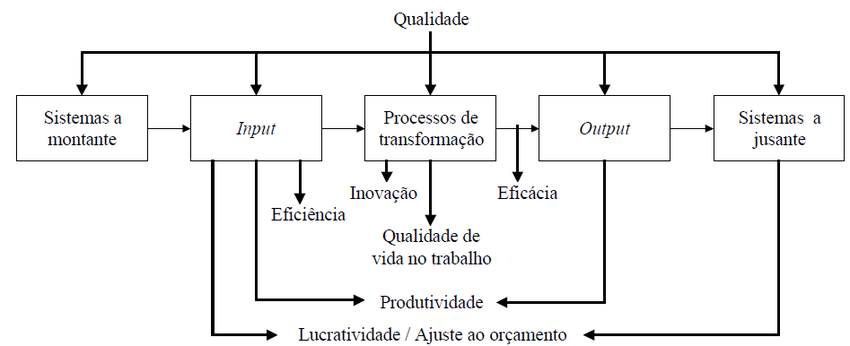 Qualidade
Sistemas a
montante
Input
Processos de
transformação
Output
Sistemas a
jusante
Inovação
Eficácia
Eficiência
Qualidade de
vida no trabalho
Produtividade
Lucratividade / Ajuste ao orçamento